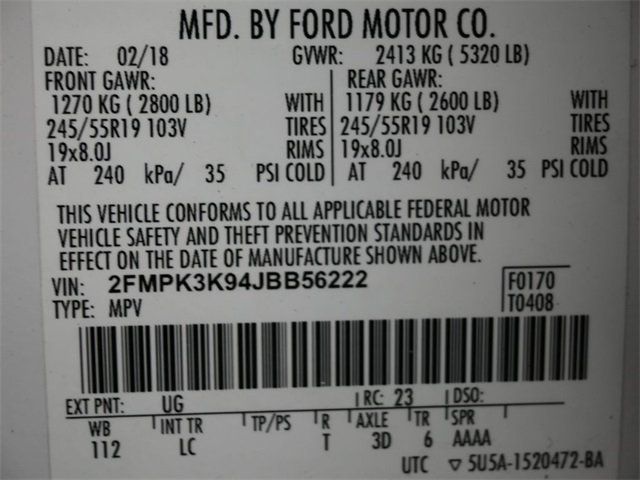 MFD. BY FORD MOTOR CO.
DATE: 02/18 GVWR: 2413 KG ( 5320 LB)
FRONT GAWR: REAR GAWR:
1270 KG ( 2800 LB) WITH 1179 KG ( 2600 LB) WITH
245/55R19 103V TIRES 245/55R19 103V TIRES
19x8.0J RIMS 19x8.0J RIMS
AT 240 kPa/ 35 PSI COLD AT 240 kPa/ 35 PSI COLD
THIS VEHICLE CONFORMS TO ALL APPLICABLE FEDERAL MOTOR
VEHICLE SAFETY AND THEFT PREVENTION STANDARDS IN
EFFECT ON THE DATE OF MANUFACTURE SHOWN ABOVE.
VIN: 2FMPK3K94JBB56222 F0170
TYPE: MPV T0408
EXT PNT: UG RC: 23 DSO:
WB INT TR TP/PS R AXLE TR SPR
112 LC T 3D 6 AAAA
UTC ▽ 5U5A-1520472-BA